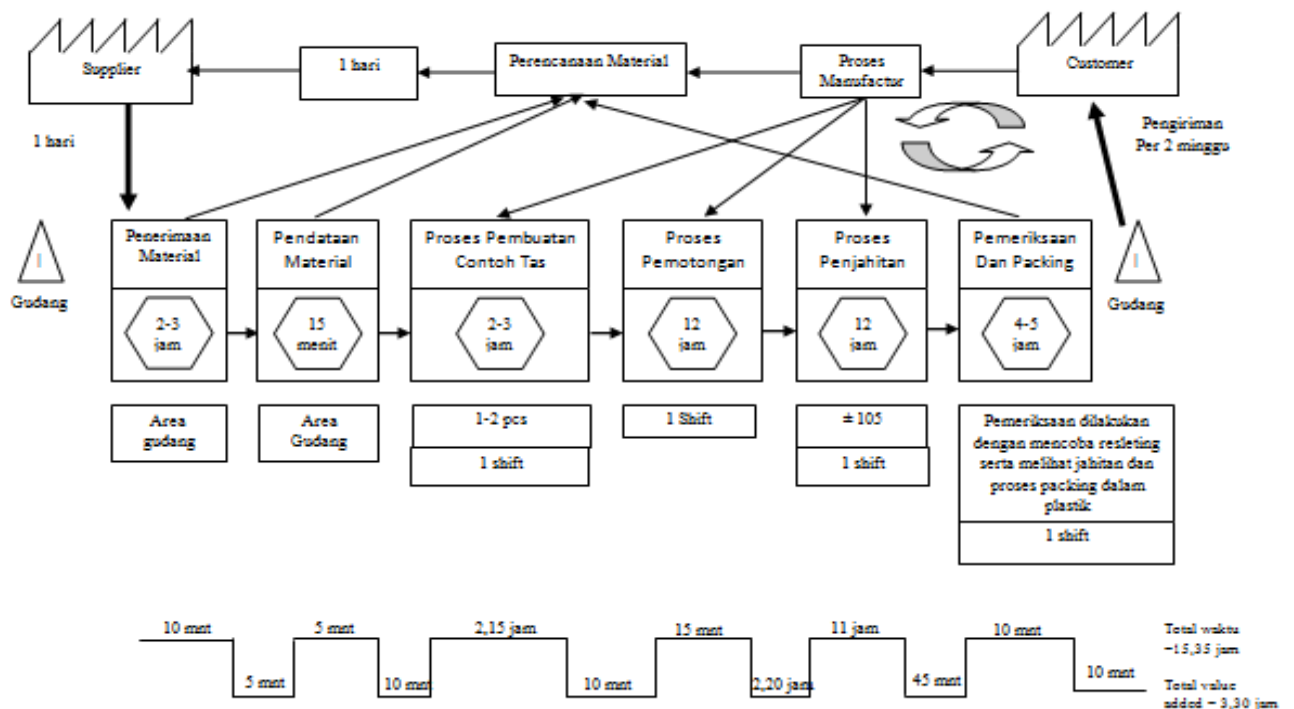 Supplier
1 hari
Perencanaan Material
Proses
Manufactur
Customer
1 hari
Pengiriman
Per 2 minggu
I
Gudang
Penerimaan
Material
2-3
jam
Area
gudang
Pendataan
Material
15
menit
Area
Gudang
Proses Pembuatan
Contoh Tas
2-3
jam
1-2 pcs
1 shift
Proses
Pemotongan
12
jam
1 Shift
Proses
Penjahitan
12
jam
± 105
1 shift
Pemeriksaan
Dan Packing
4-5
jam
Pemeriksaan dilakukan
dengan mencoba resleting
serta melihat jahitan dan
proses packing dalam
plastik
1 shift
I
Gudang
10 mnt
5 mnt
2,15 jam
15 mnt
11 jam
10 mnt
5 mnt
10 mnt
10 mnt
2,20 jam
45 mnt
10 mnt
Total waktu
=15,35 jam
Total value
added = 3,30 jam